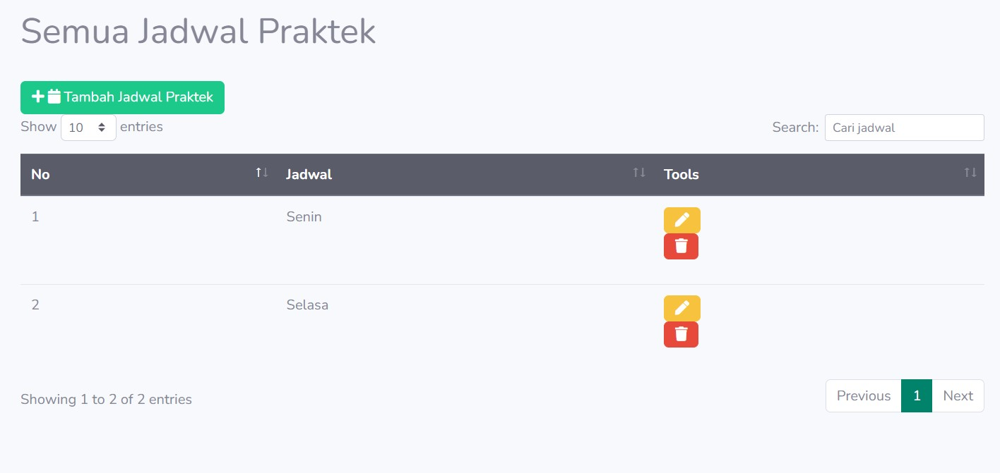 Semua Jadwal Praktek
Tambah Jadwal Praktek
Show 10 entries
Search: Cari jadwal
No Jadwal Tools
1 Senin
2 Selasa
Showing 1 to 2 of 2 entries
Previous 1 Next